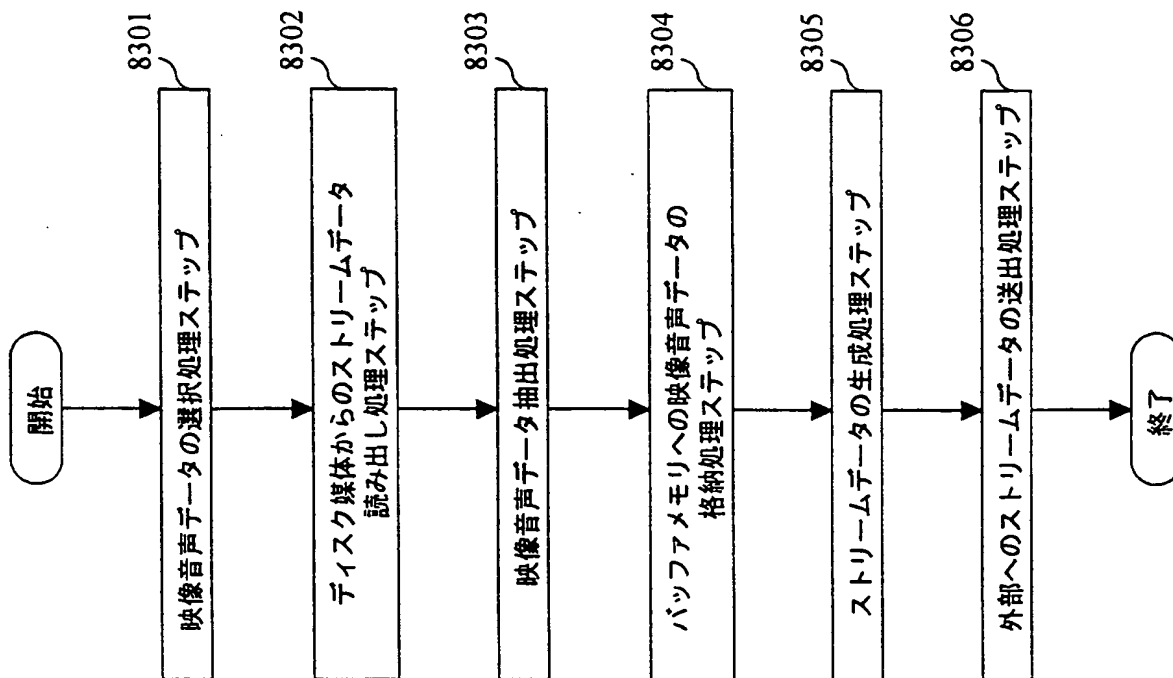 開始
8301
映像音声データの選択処理ステップ
8302
ディスク媒体からのストリームデータ
読み出し処理ステップ
8303
映像音声データ抽出処理ステップ
8304
バッファメモリへの映像音声データの
格納処理ステップ
8305
ストリームデータの生成処理ステップ
8306
外部へのストリームデータの送出処理ステップ
終了